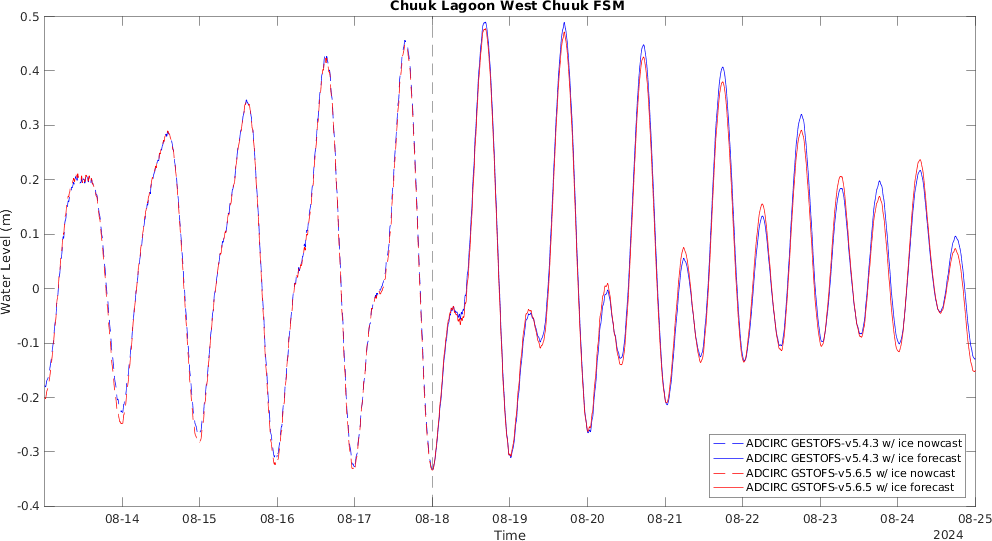 Chuuk Lagoon West Chuuk FSM
0.5
0.4
0.3
0.2
0.1
0
-0.1
-0.2
-0.3
-0.4
Water Level (m)
08-14 08-15 08-16 08-17 08-18 08-19 08-20 08-21 08-22 08-23 08-24 08-25
Time
2024
ADCIRC GESTOFS-v5.4.3 w/ ice nowcast
ADCIRC GESTOFS-v5.4.3 w/ ice forecast
ADCIRC GSTOFS-v5.6.5 w/ ice nowcast
ADCIRC GSTOFS-v5.6.5 w/ ice forecast